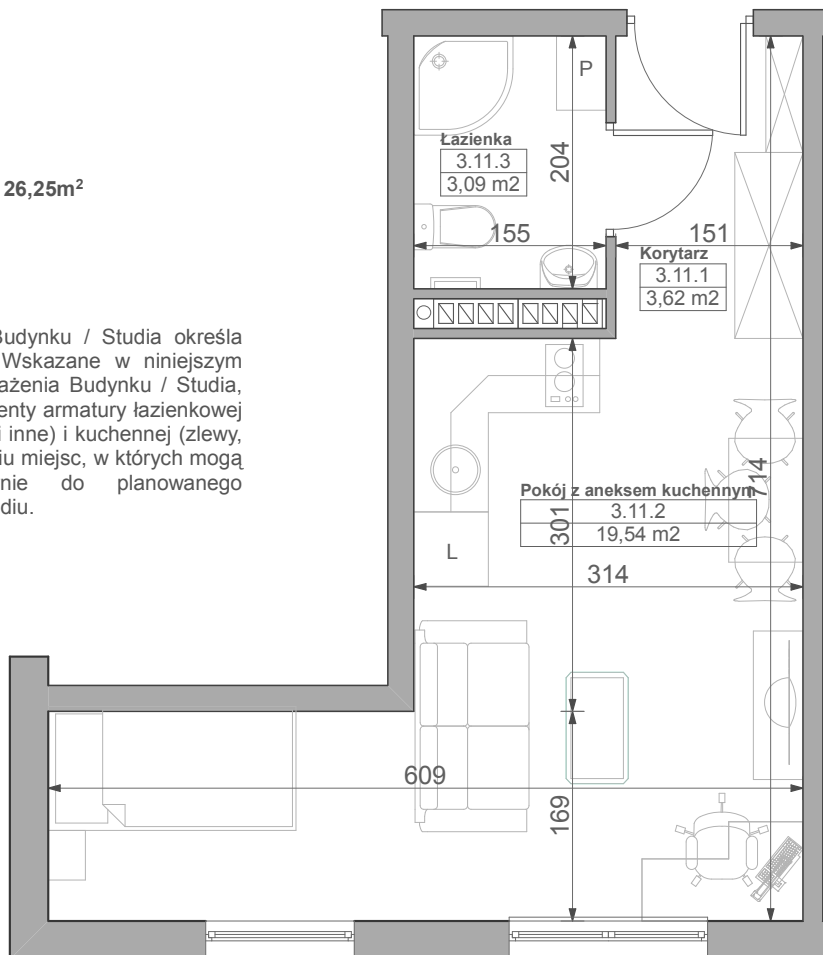 26,25m²
Budynku / Studia określa
Wskazane w niniejszym
ażenia Budynku / Studia,
enty armatury łazienkowej
i inne) i kuchennej (zlewy,
iu miejsc, w których mogą
nie do planowanego
diu.
P
Łazienka
3.11.3
3,09 m2
204
155
151
Korytarz
3.11.1
3,62 m2
Pokój z aneksem kuchennym
3.11.2
19,54 m2
714
301
L
314
609
169